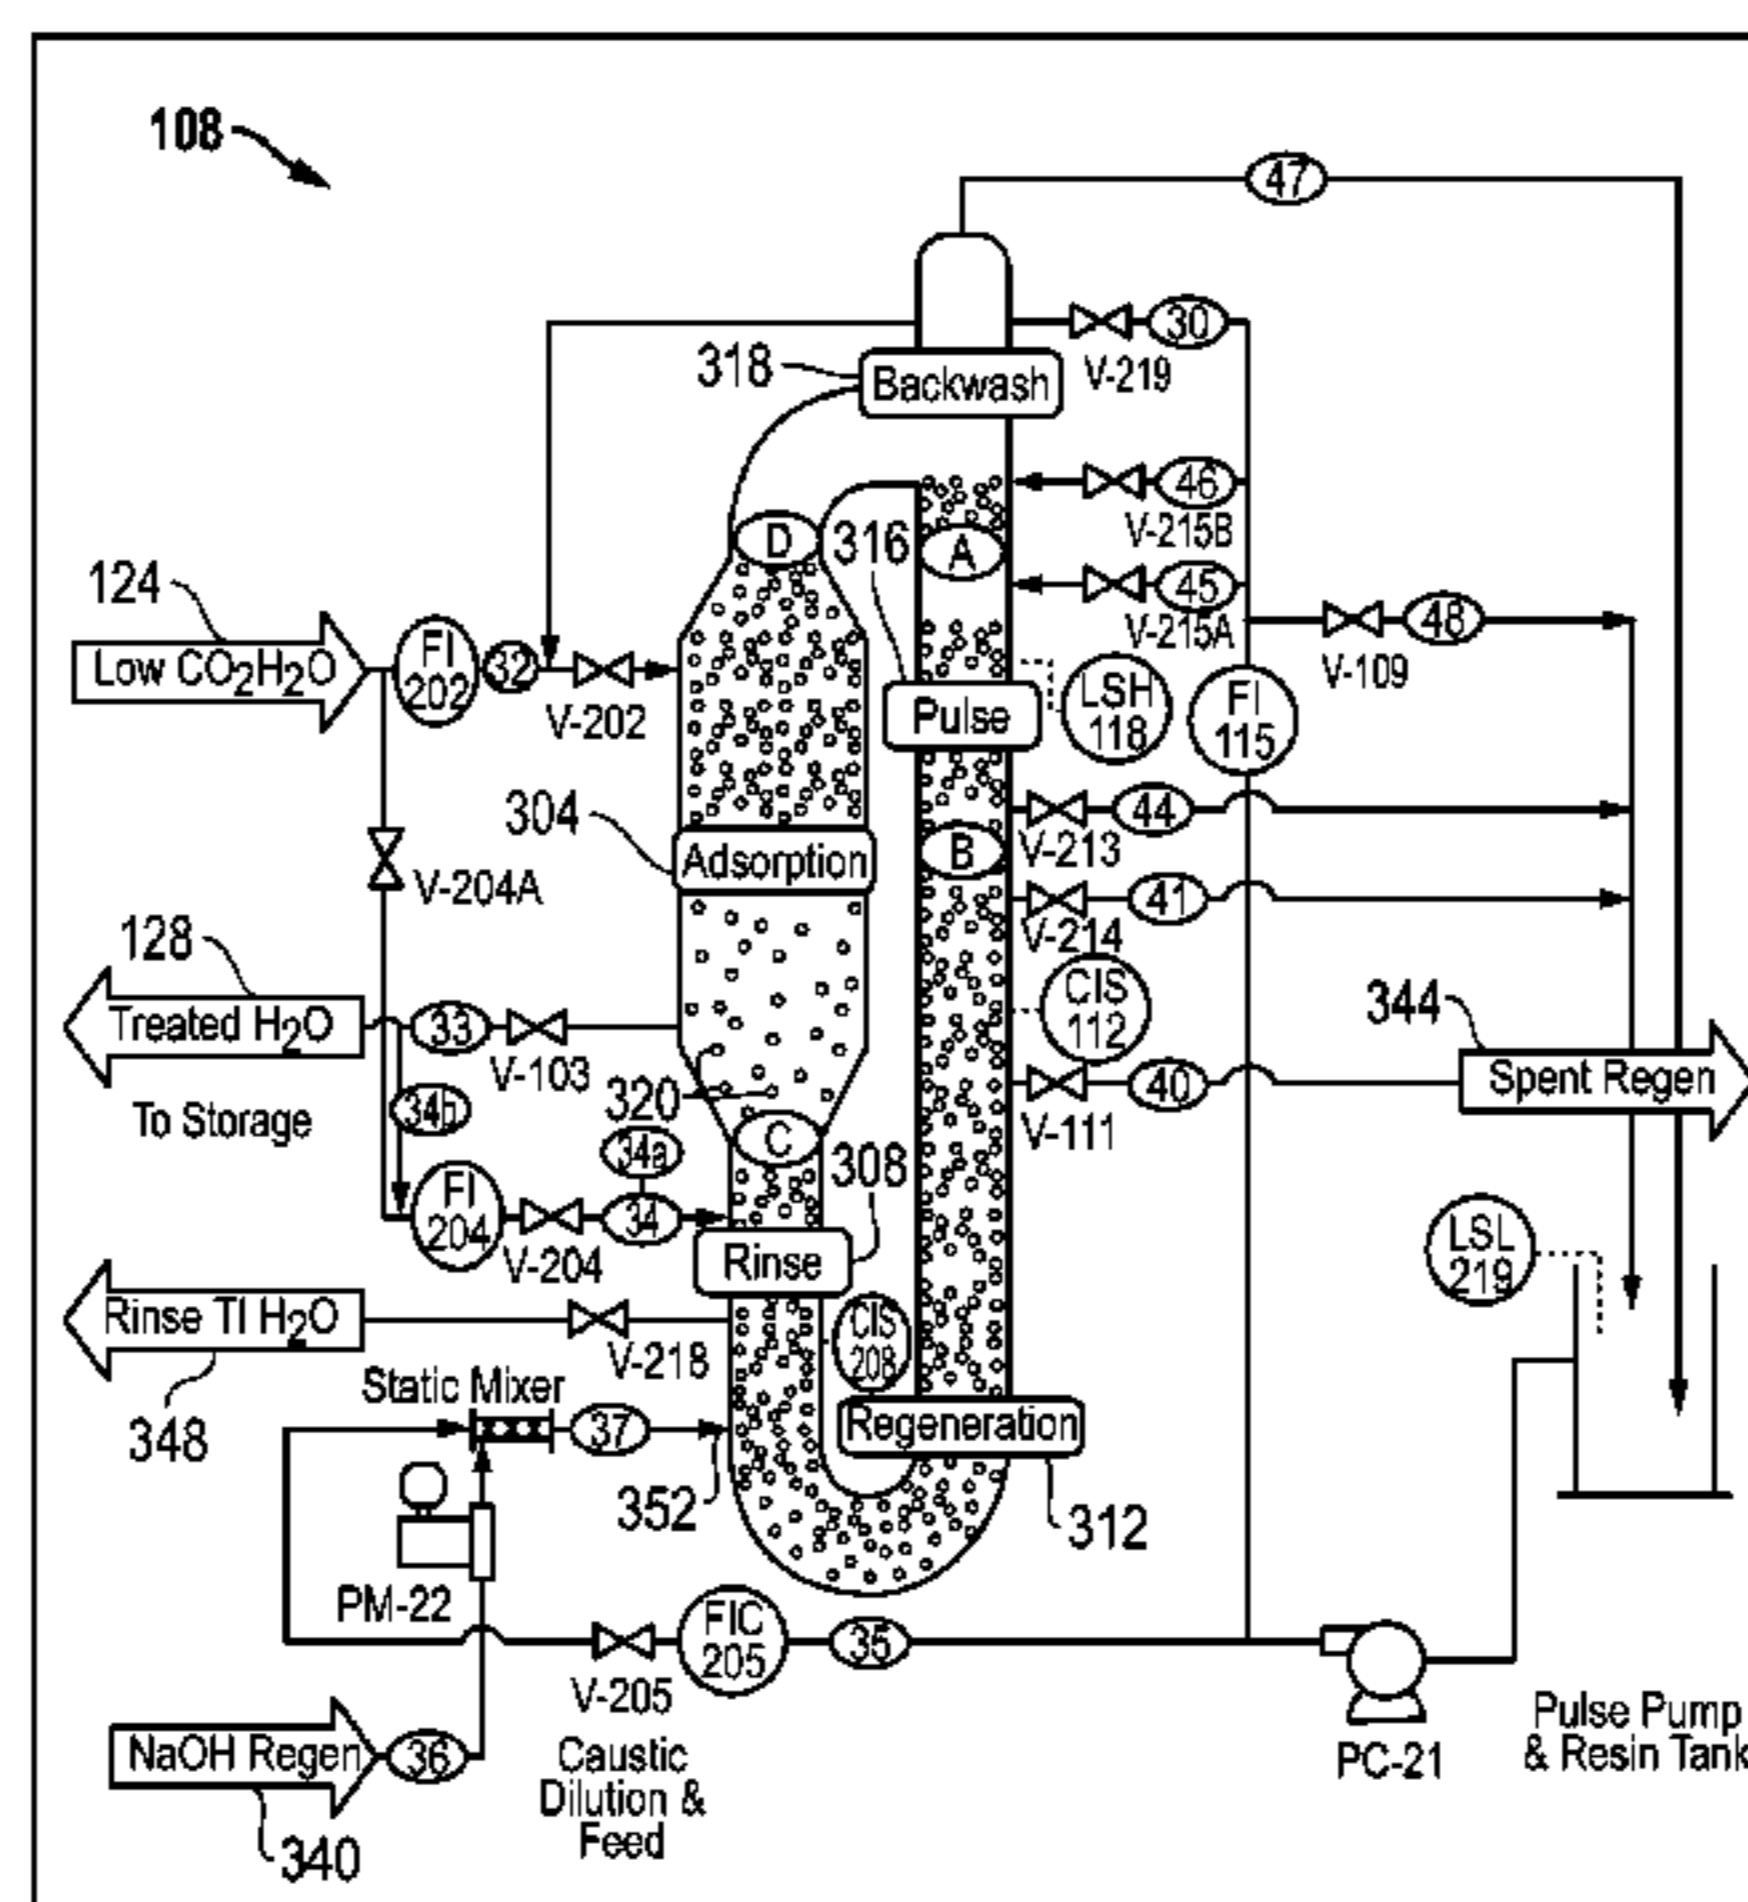 108
47
30
V-219
318
Backwash
46
V-215B
D
316
A
45
V-215A
124
Low CO2H2O
FI
202
32
V-202
48
V-109
LSH
118
FI
115
Pulse
304
Adsorption
44
V-213
B
41
V-214
V-204A
128
Treated H2O
33
V-103
CIS
112
344
Spent Regen
40
V-111
To Storage
34b
320
34a
C
308
FI
204
V-204
34
Rinse
LSL
219
Rinse TI H2O
V-218
CIS
208
348
Static Mixer
37
352
Regeneration
312
PM-22
FIC
205
35
V-205
NaOH Regen
36
340
Caustic
Dilution &
Feed
PC-21
Pulse Pump
& Resin Tank